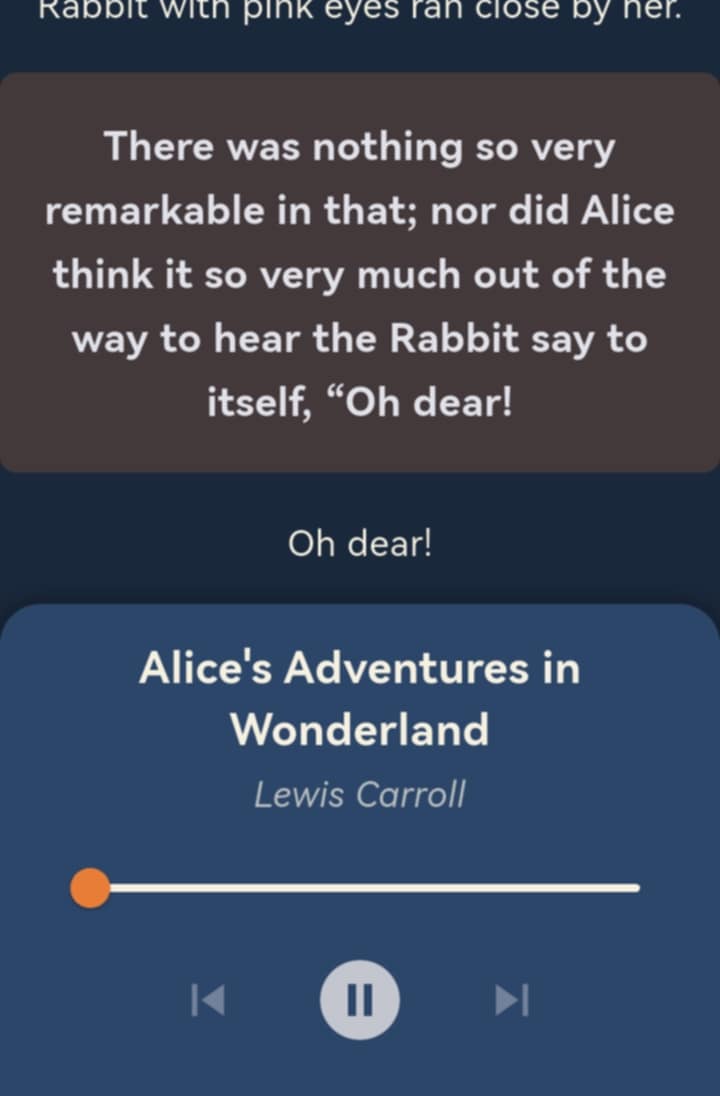 Rabbit with pink eyes ran close by her.
There was nothing so very
remarkable in that; nor did Alice
think it so very much out of the
way to hear the Rabbit say to
itself, “Oh dear!
Oh dear!
Alice's Adventures in
Wonderland
Lewis Carroll